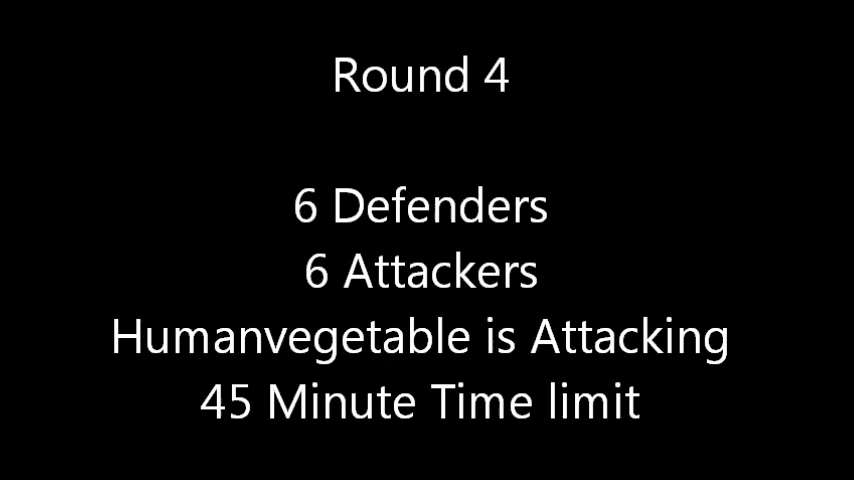 Round 4
6 Defenders
6 Attackers
Humanvegetable is Attacking
45 Minute Time limit